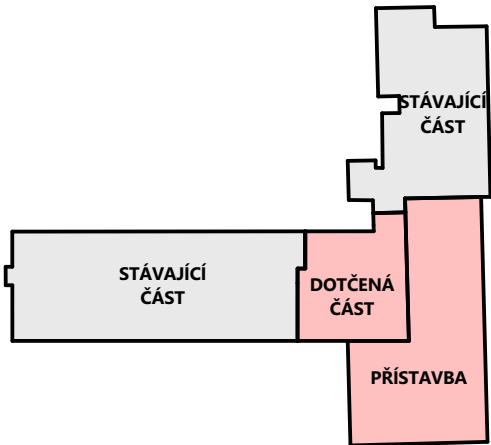 STÁVAJÍCÍ
ČÁST
STÁVAJÍCÍ
ČÁST
DOTČENÁ
ČÁST
PŘÍSTAVBA